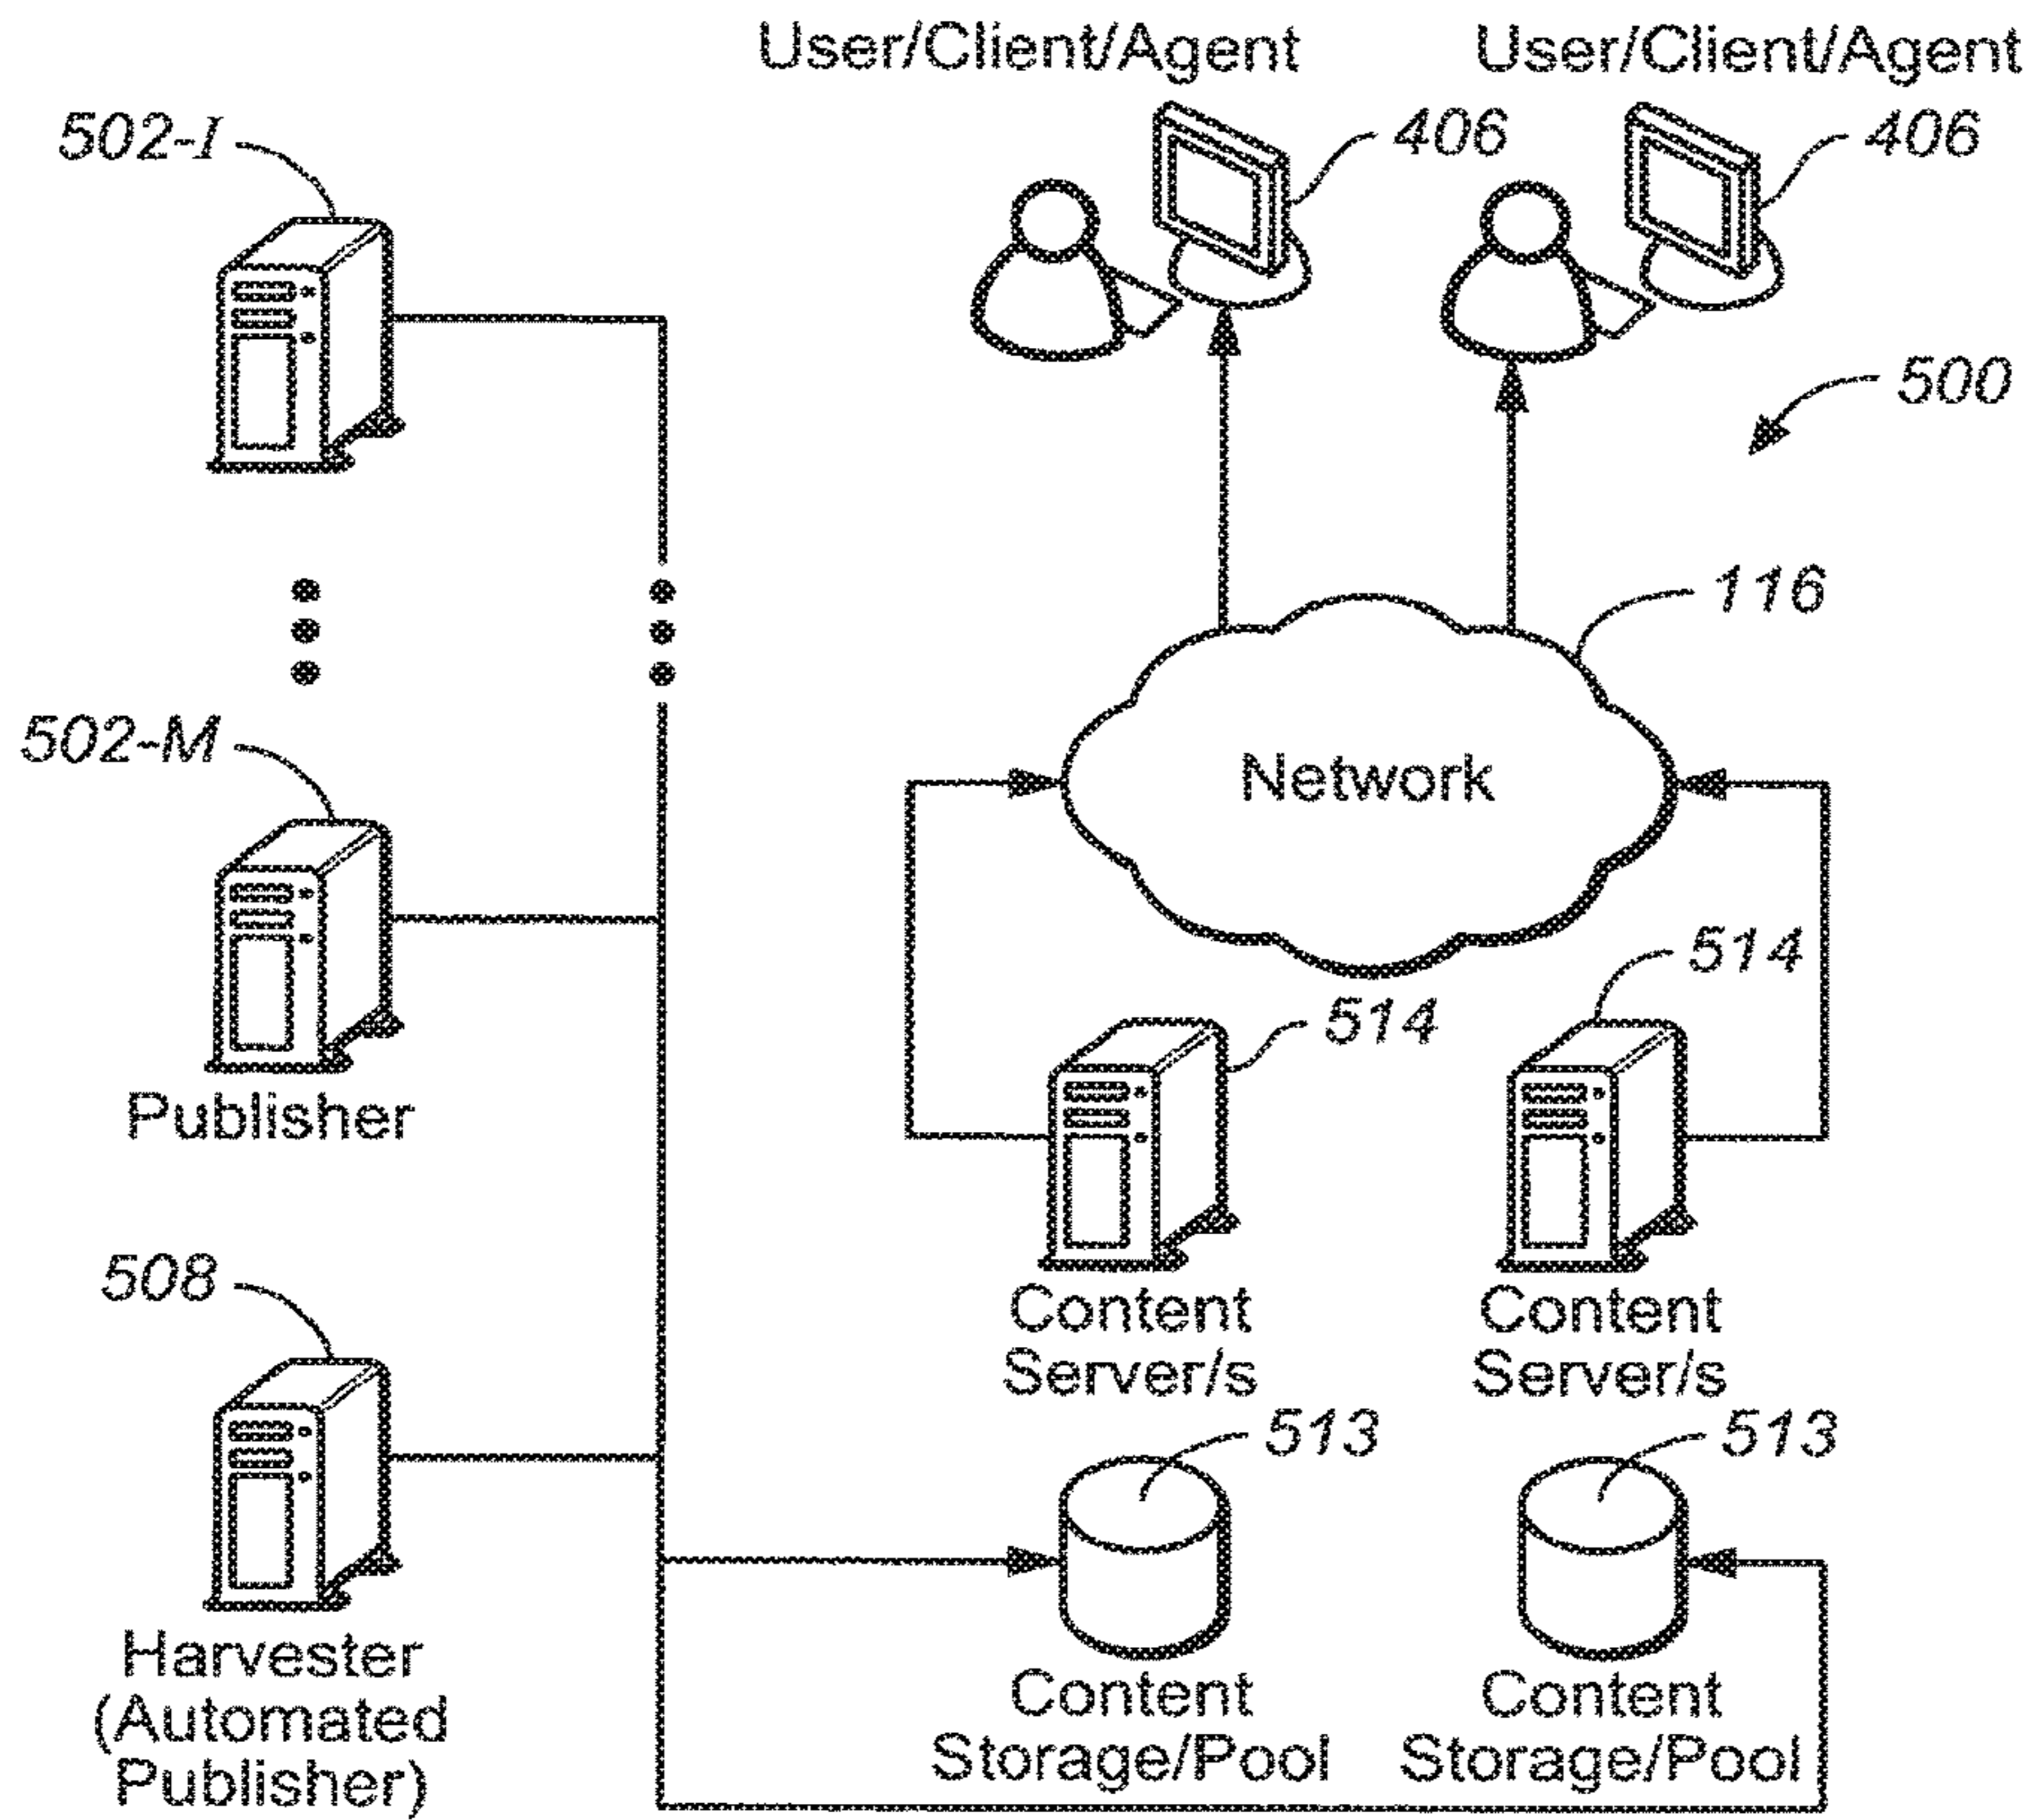 User/Client/Agent
User/Client/Agent
502-I
406
406
500
116
502-M
Network
514
514
Publisher
508
Content
Server/s
Content
Server/s
513
513
Harvester
(Automated
Publisher)
Content
Storage/Pool
Content
Storage/Pool